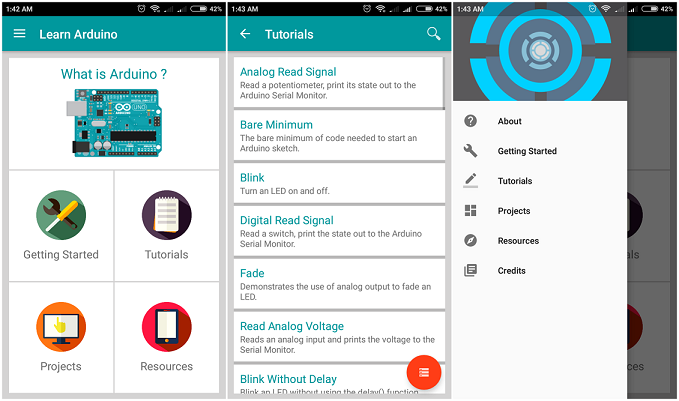 1:42 AM
42%
Learn Arduino
What is Arduino ?
ARDUINO
UNO
Getting Started
Tutorials
Projects
Resources
1:43 AM
42%
Tutorials
Analog Read Signal
Read a potentiometer, print its state out to the
Arduino Serial Monitor.
Bare Minimum
The bare minimum of code needed to start an
Arduino sketch.
Blink
Turn an LED on and off.
Digital Read Signal
Read a switch, print the state out to the Arduino
Serial Monitor.
Fade
Demonstrates the use of analog output to fade an
LED.
Read Analog Voltage
Reads an analog input and prints the voltage to the
Serial Monitor.
Blink Without Delay
Blink an LED without using the delay() function
1:43 AM
42%
About
Getting Started
Tutorials
Projects
Resources
Credits
ls